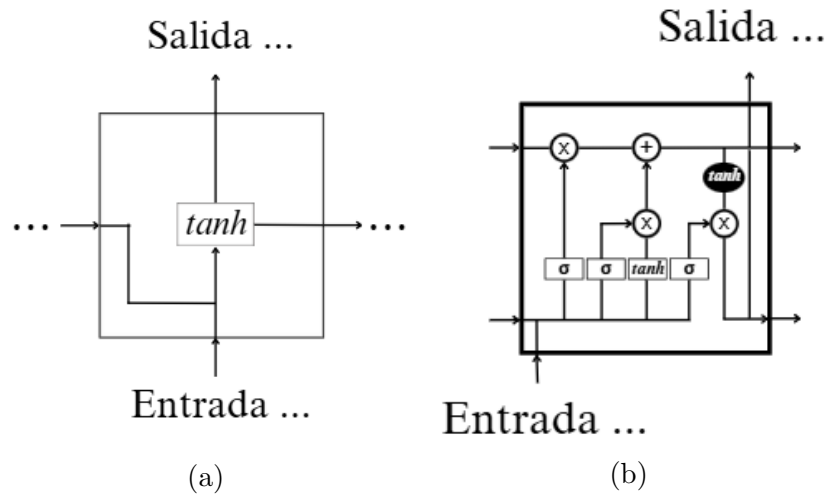 Salida ...
Salida ...
x + 
tanh
... tanh ...
x x
σ σ tanh σ
Entrada ...
Entrada ...
(a) (b)